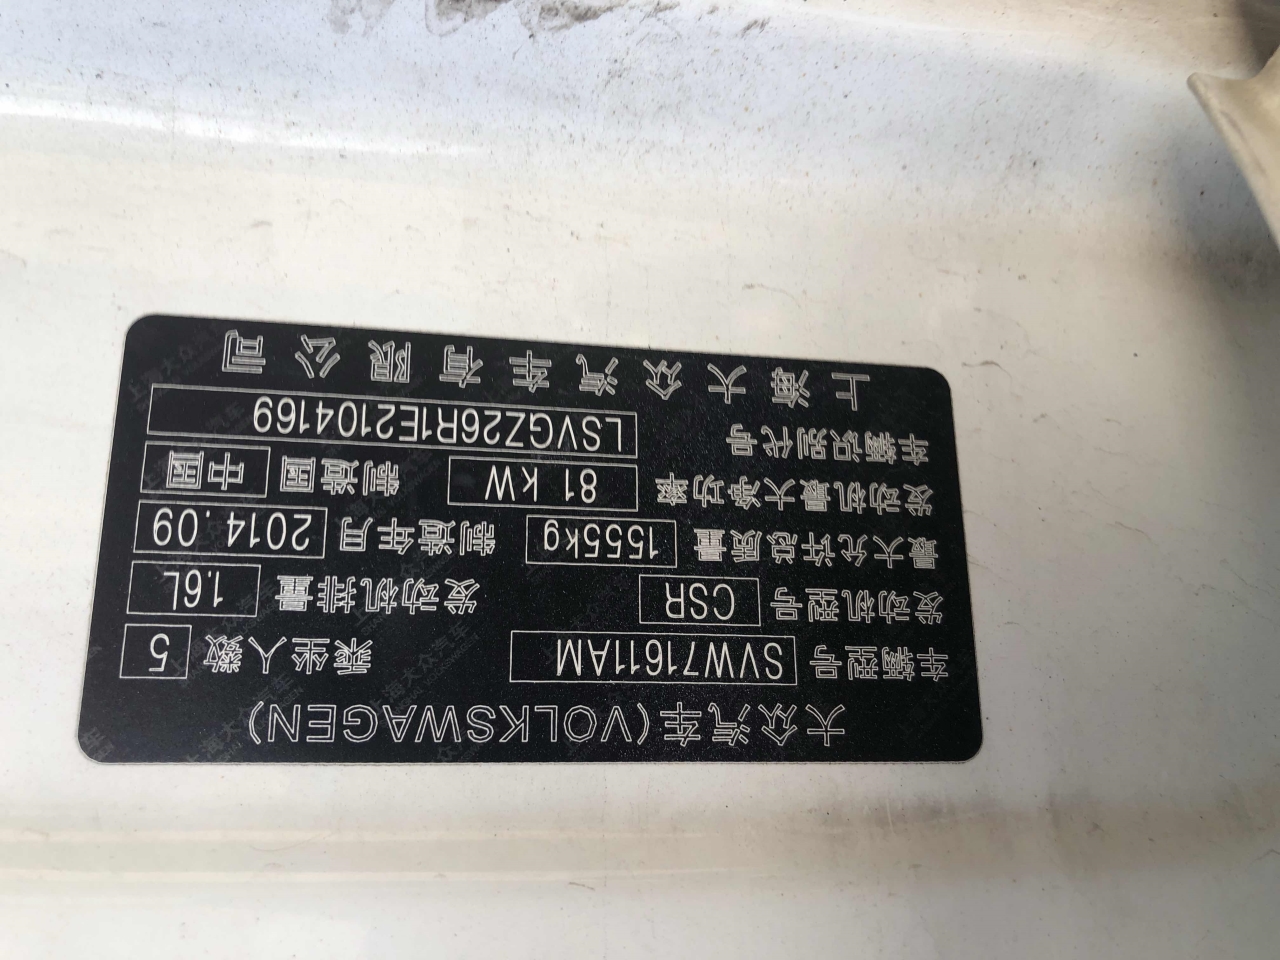 大众汽车(VOLKSWAGEN)
车辆型号 SVW71611AM 乘坐人数 5
发动机型号 CSR 发动机排量 1.6L
最大允许总质量 1555kg 制造年月 2014.09
发动机最大净功率 81 kW 制造国 中国
车辆识别代号 LSVGZ26R1E2104169
上海大众汽车有限公司